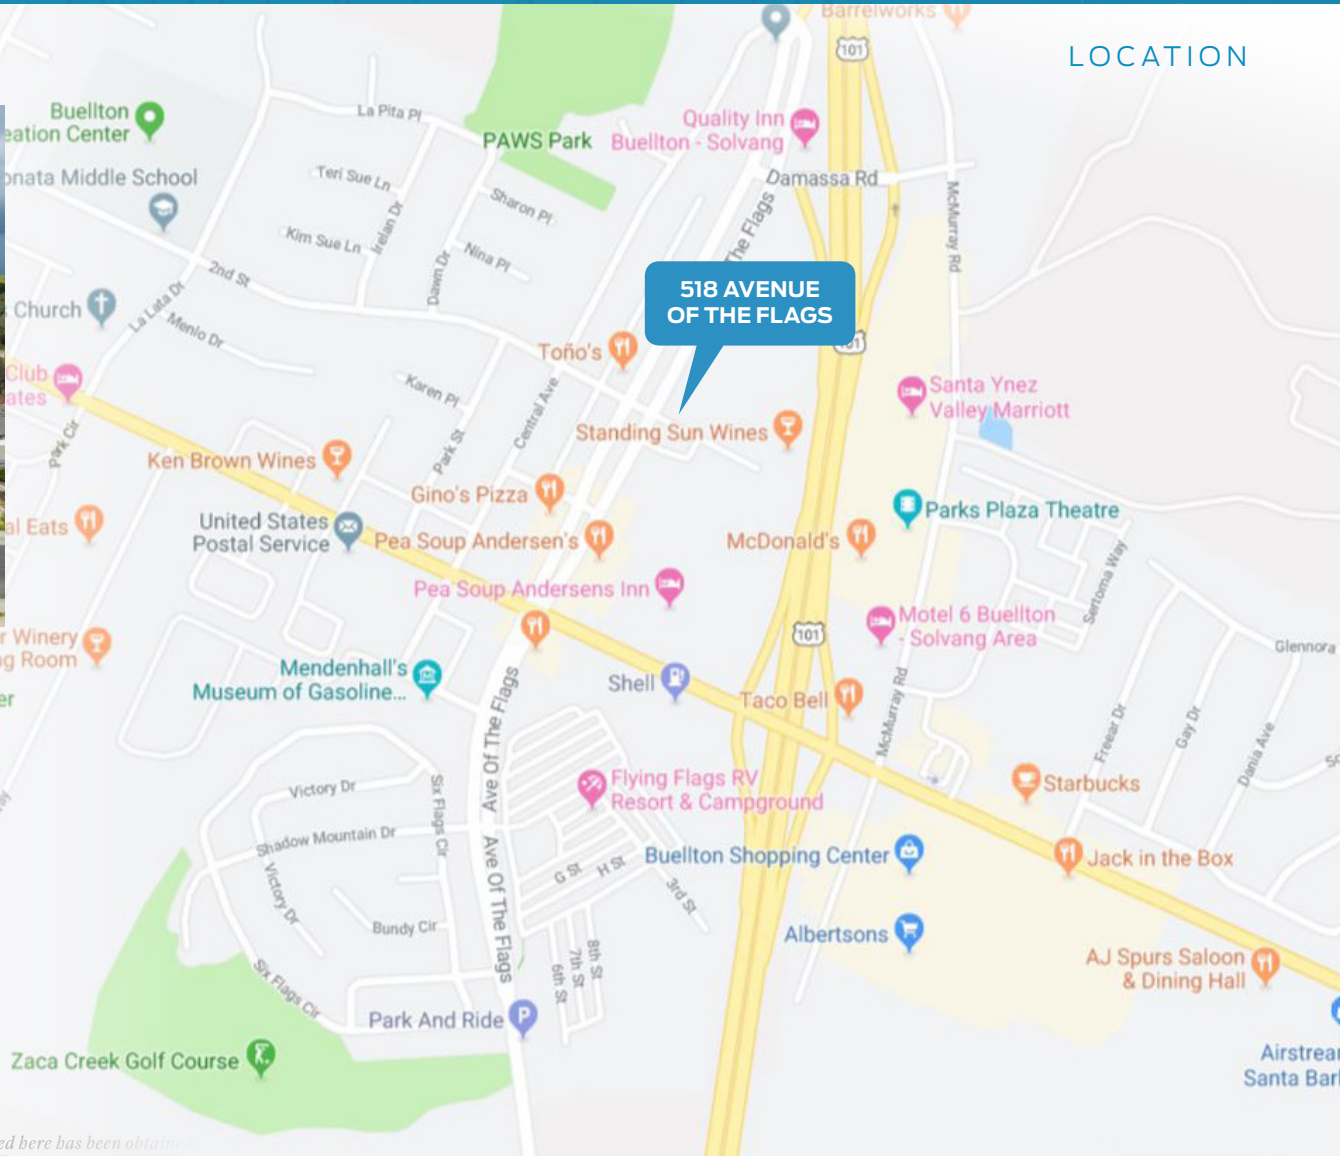 LOCATION
Barrelworks
101
Buellton
eation Center
La Pita Pl
PAWS Park
Quality Inn
Buellton - Solvang
onata Middle School
Teri Sue Ln
Damassa Rd
Sharon Pl
The Flags
McMurray Rd
Kim Sue Ln
Irelan Dr
Nina Pl
Dawn Dr
2nd St
518 AVENUE
OF THE FLAGS
Church
La Lata Dr
Menlo Dr
Toño's
Club
ates
Karen Pl
Central Ave
Santa Ynez
Valley Marriott
Park Cir
Park St
Standing Sun Wines
Ken Brown Wines
Gino's Pizza
al Eats
United States
Postal Service
Pea Soup Andersen's
McDonald's
Parks Plaza Theatre
Pea Soup Andersens Inn
Sertoma Way
r Winery
g Room
Motel 6 Buellton
- Solvang Area
101
Glennora
Mendenhall's
Museum of Gasoline...
Shell
Taco Bell
er
Ave Of The Flags
McMurray Rd
Freear Dr
Gay Dr
Dania Ave
Victory Dr
Six Flags Cir
Flying Flags RV
Resort & Campground
Starbucks
Shadow Mountain Dr
Ave Of The Flags
G St
H St
3rd St
Buellton Shopping Center
Jack in the Box
Victory Dr
Bundy Cir
Albertsons
8th St
7th St
6th St
AJ Spurs Saloon
& Dining Hall
Six Flags Cir
Park And Ride
P
Zaca Creek Golf Course
Airstrea
Santa Bar
ed here has been obtained